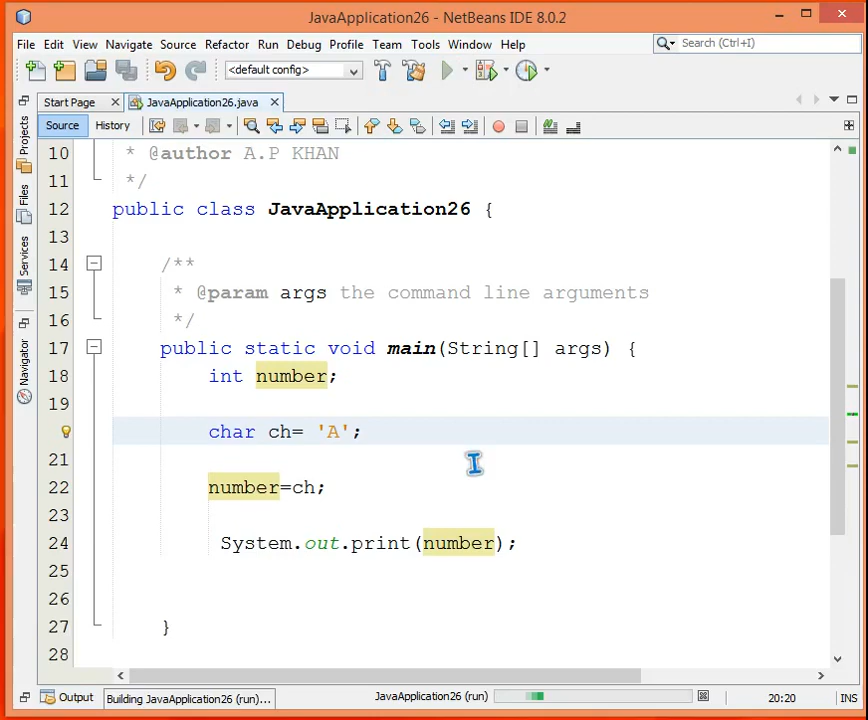 JavaApplication26 - NetBeans IDE 8.0.2
File Edit View Navigate Source Refactor Run Debug Profile Team Tools Window Help
Search (Ctrl+I)
<default config>
Start Page
JavaApplication26.java
Source History
Projects
Files
Services
Navigator
10 * @author A.P KHAN
11 */
12 public class JavaApplication26 {
13
14 /**
15 * @param args the command line arguments
16 */
17 public static void main(String[] args) {
18 int number;
19
char ch= 'A';
21
22 number=ch;
23
24 System.out.print(number);
25
26
27 }
28
Output
Building JavaApplication26 (run)...
JavaApplication26 (run)
20:20
INS